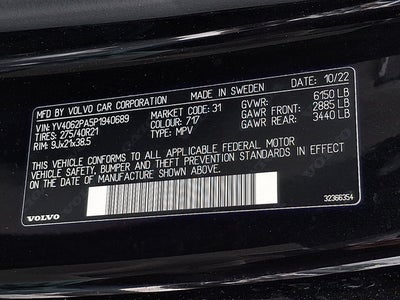 MADE IN SWEDEN
MFD BY VOLVO CAR CORPORATION
DATE: 10/22
VIN: YV4062PA5P1940689
MARKET CODE: 31
GVWR: 6150 LB
TIRES: 275/40R21
COLOUR: 717
GAWR FRONT: 2885 LB
RIM: 9Jx21x38.5
TYPE: MPV
GAWR REAR: 3440 LB
THIS VEHICLE CONFORMS TO ALL APPLICABLE FEDERAL MOTOR
VEHICLE SAFETY, BUMPER AND THEFT PREVENTION STANDARDS IN EFFECT
ON THE DATE OF MANUFACTURE SHOWN ABOVE.
VOLVO
32366354